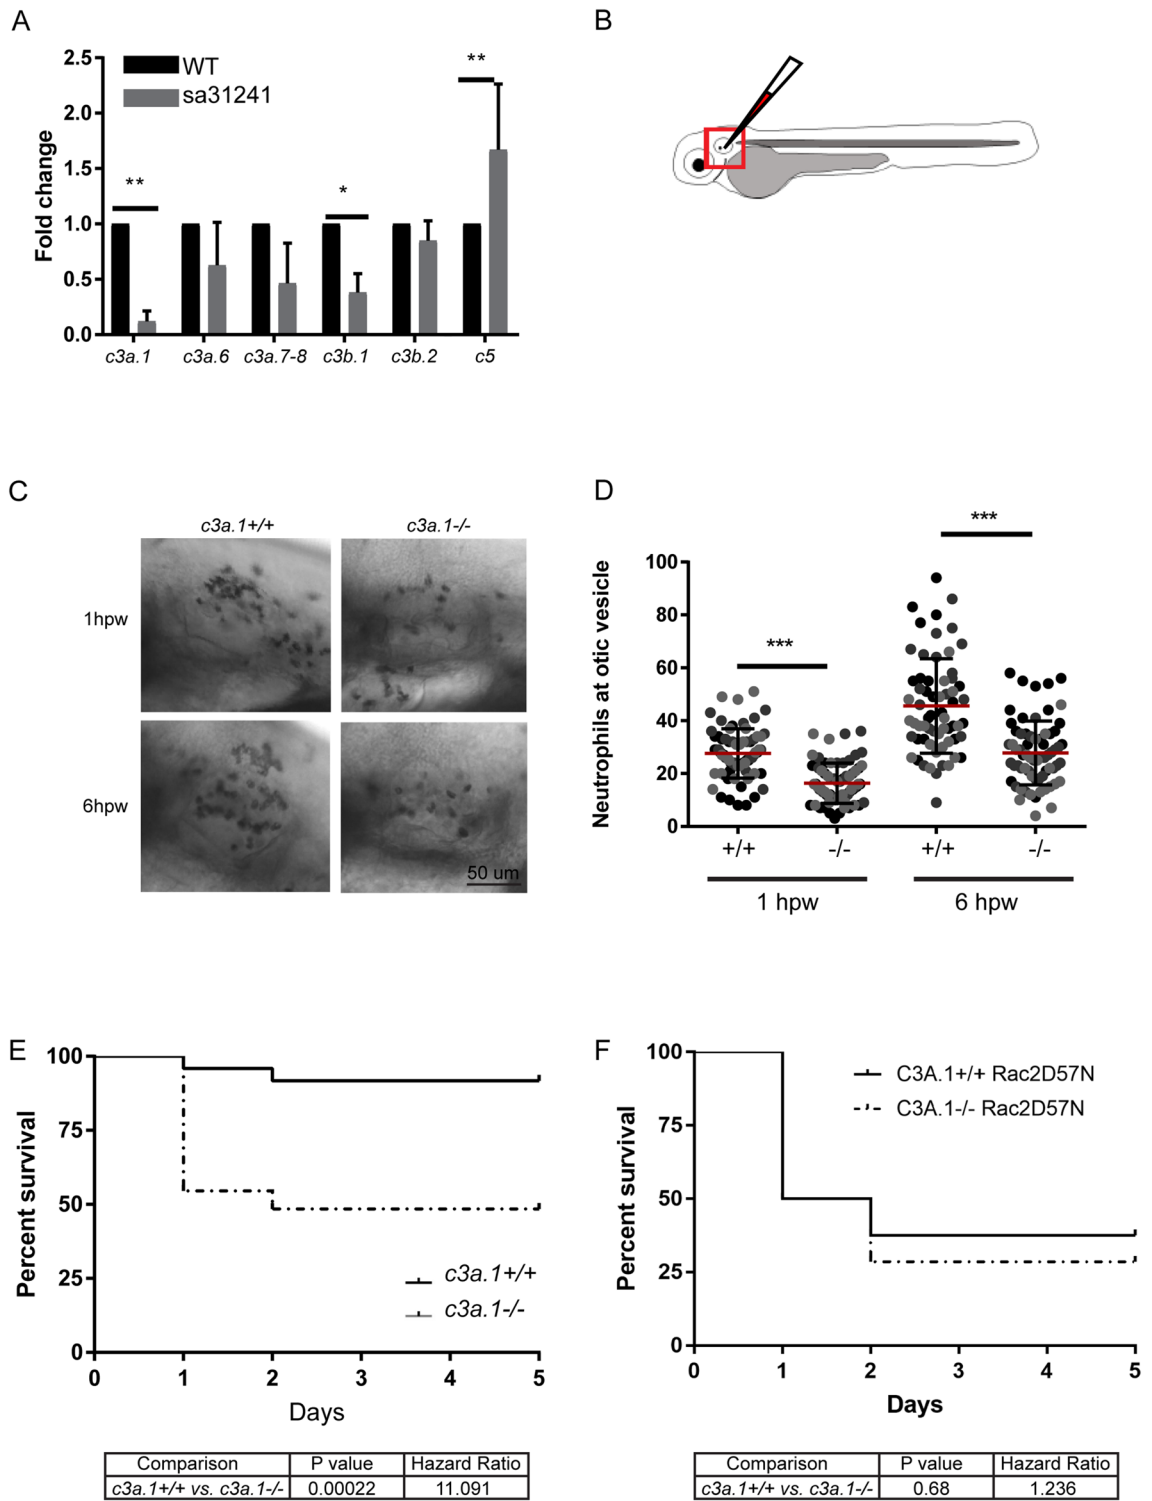 A
Fold change
2.5
2.0
1.5
1.0
0.5
0.0
WT
sa31241
**
*
**
c3a.1
c3a.6
c3a.7-8
c3b.1
c3b.2
c5
B
C
c3a.1+/+
c3a.1-/-
1hpw
6hpw
50 um
D
Neutrophils at otic vesicle
100
80
60
40
20
0
***
***
+/+
-/-
+/+
-/-
1 hpw
6 hpw
E
Percent survival
100
75
50
25
0
c3a.1+/+
c3a.1-/-
0 1 2 3 4 5
Days
Comparison P value Hazard Ratio
c3a.1+/+ vs. c3a.1-/- 0.00022 11.091
F
Percent survival
100
75
50
25
0
C3A.1+/+ Rac2D57N
C3A.1-/- Rac2D57N
0 1 2 3 4 5
Days
Comparison P value Hazard Ratio
c3a.1+/+ vs. c3a.1-/- 0.68 1.236